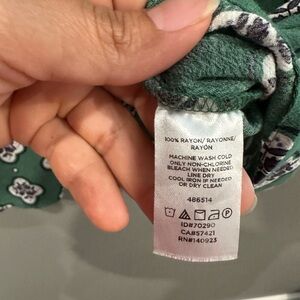 100% RAYON/ RAYONNE/
RAYÓN
MACHINE WASH COLD
ONLY NON-CHLORINE
BLEACH WHEN NEEDED
LINE DRY
COOL IRON IF NEEDED
OR DRY CLEAN
486514
ID#70290
CA#57421
RN#140923